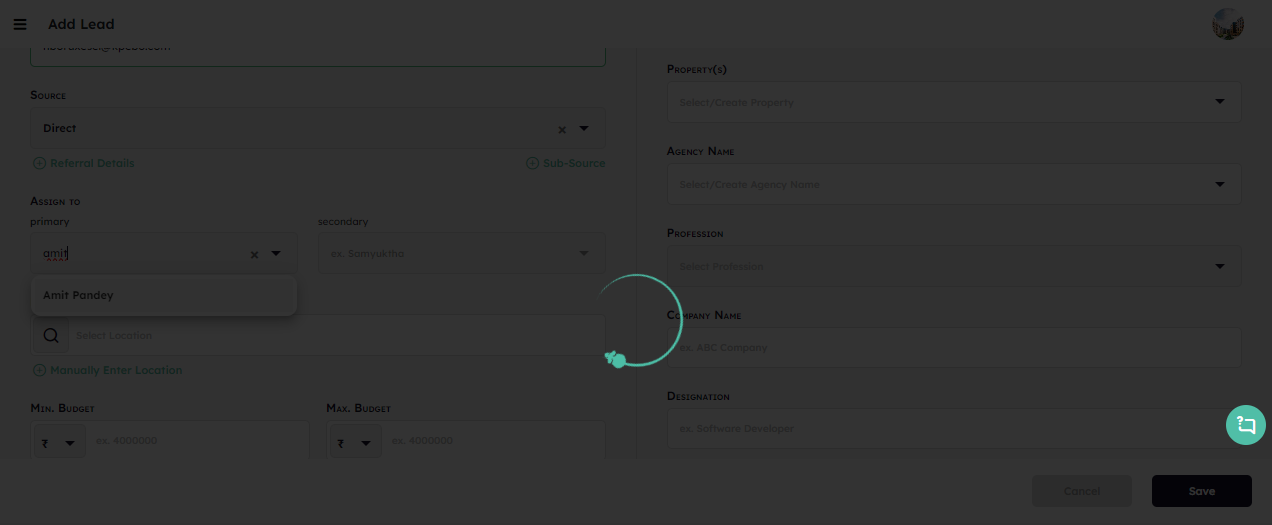 Add Lead
Source
Direct
Referral Details
Sub-Source
Assign to
primary
secondary
amit
ex. Samyuktha
Amit Pandey
Select Location
Manually Enter Location
Min. Budget
Max. Budget
₹
ex. 4000000
₹
ex. 4000000
Property(s)
Select/Create Property
Agency Name
Select/Create Agency Name
Profession
Select Profession
Company Name
ex. ABC Company
Designation
ex. Software Developer
Cancel
Save